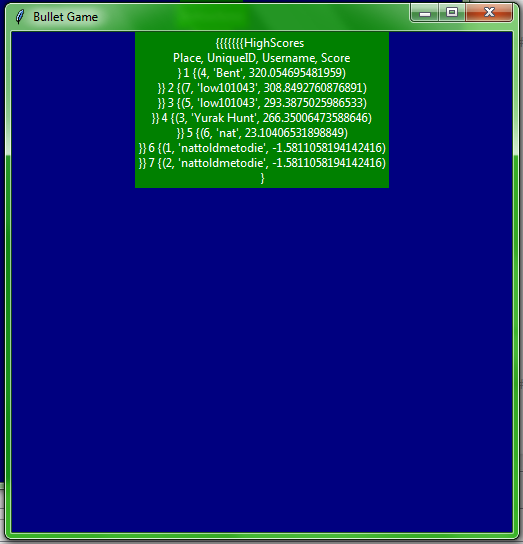 Bullet Game
{{{{{{{HighScores
Place, UniqueID, Username, Score
} 1 {(4, 'Bent', 320.054695481959)
}} 2 {(7, 'low101043', 308.8492760876891)
}} 3 {(5, 'low101043', 293.3875025986533)
}} 4 {(3, 'Yurak Hunt', 266.35006473588646)
}} 5 {(6, 'nat', 23.10406531898849)
}} 6 {(1, 'nattoldmetodie', -1.5811058194142416)
}} 7 {(2, 'nattoldmetodie', -1.5811058194142416)
}